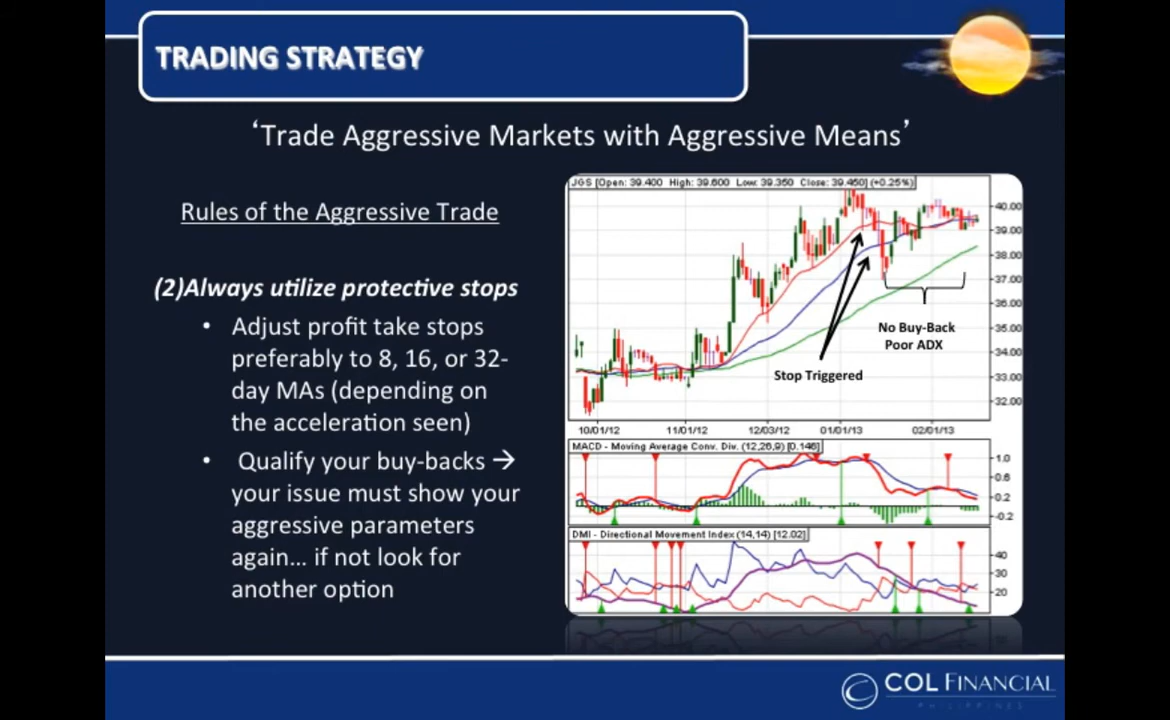 TRADING STRATEGY
‘Trade Aggressive Markets with Aggressive Means’
Rules of the Aggressive Trade
(2)Always utilize protective stops
• Adjust profit take stops
preferably to 8, 16, or 32-
day MAs (depending on
the acceleration seen)
• Qualify your buy-backs →
your issue must show your
aggressive parameters
again... if not look for
another option
JGS [Open: 39.400 High: 39.600 Low: 39.350 Close: 39.450] (+0.25%)
40.00
39.00
38.00
37.00
36.00
35.00
34.00
33.00
32.00
No Buy-Back
Poor ADX
Stop Triggered
10/01/12 11/01/12 12/03/12 01/01/13 02/01/13
MACD - Moving Average Conv. Div. (12,26,9) [0.146]
1.0
0.6
0.2
-0.2
DMI - Directional Movement Index (14,14) [12.02]
40
30
20
COL FINANCIAL
PHILIPPINES